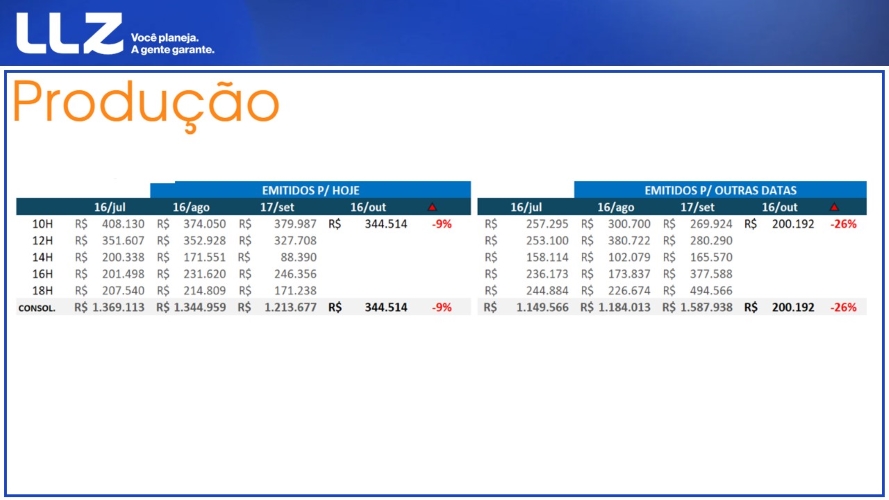 LLZ
Você planeja.
A gente garante.
Produção
EMITIDOS P/ HOJE EMITIDOS P/ OUTRAS DATAS
16/jul 16/ago 17/set 16/out ▲ 16/jul 16/ago 17/set 16/out ▲
10H R$ 408.130 R$ 374.050 R$ 379.987 R$ 344.514 -9% R$ 257.295 R$ 300.700 R$ 269.924 R$ 200.192 -26%
12H R$ 351.607 R$ 352.928 R$ 327.708 R$ 253.100 R$ 380.722 R$ 280.290
14H R$ 200.338 R$ 171.551 R$ 88.390 R$ 158.114 R$ 102.079 R$ 165.570
16H R$ 201.498 R$ 231.620 R$ 246.356 R$ 236.173 R$ 173.837 R$ 377.588
18H R$ 207.540 R$ 214.809 R$ 171.238 R$ 244.884 R$ 226.674 R$ 494.566
CONSOL. R$ 1.369.113 R$ 1.344.959 R$ 1.213.677 R$ 344.514 -9% R$ 1.149.566 R$ 1.184.013 R$ 1.587.938 R$ 200.192 -26%